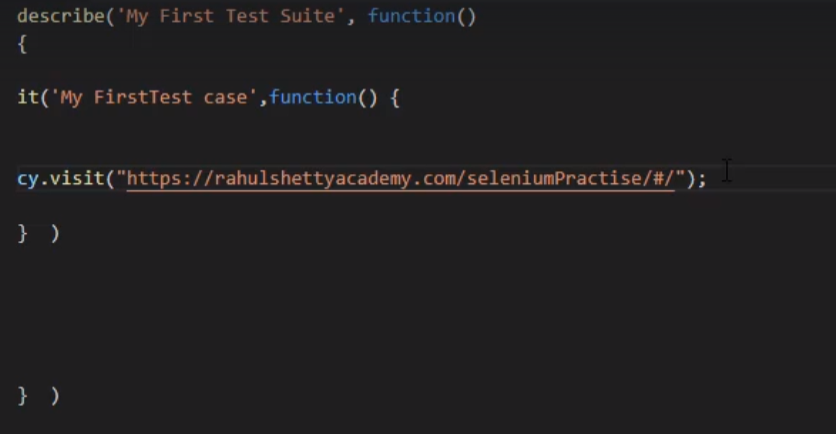 describe('My First Test Suite', function()
{
it('My FirstTest case',function() {
cy.visit("https://rahulshettyacademy.com/seleniumPractise/#/");
}  )
}  )